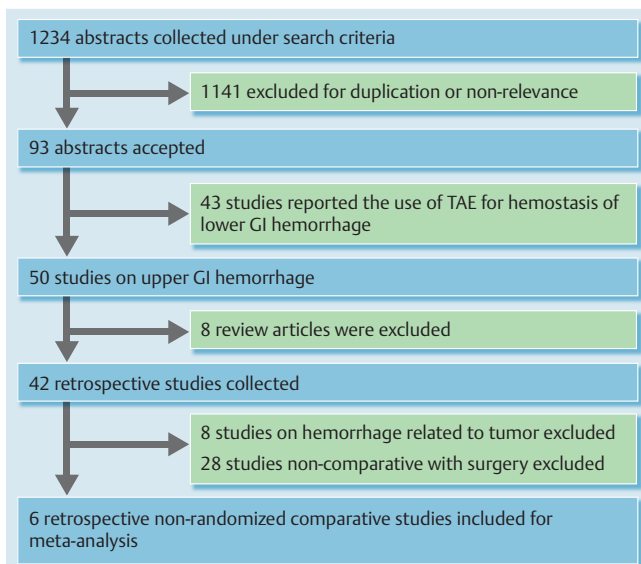 1234 abstracts collected under search criteria
1141 excluded for duplication or non-relevance
93 abstracts accepted
43 studies reported the use of TAE for hemostasis of
lower GI hemorrhage
50 studies on upper GI hemorrhage
8 review articles were excluded
42 retrospective studies collected
8 studies on hemorrhage related to tumor excluded
28 studies non-comparative with surgery excluded
6 retrospective non-randomized comparative studies included for
meta-analysis